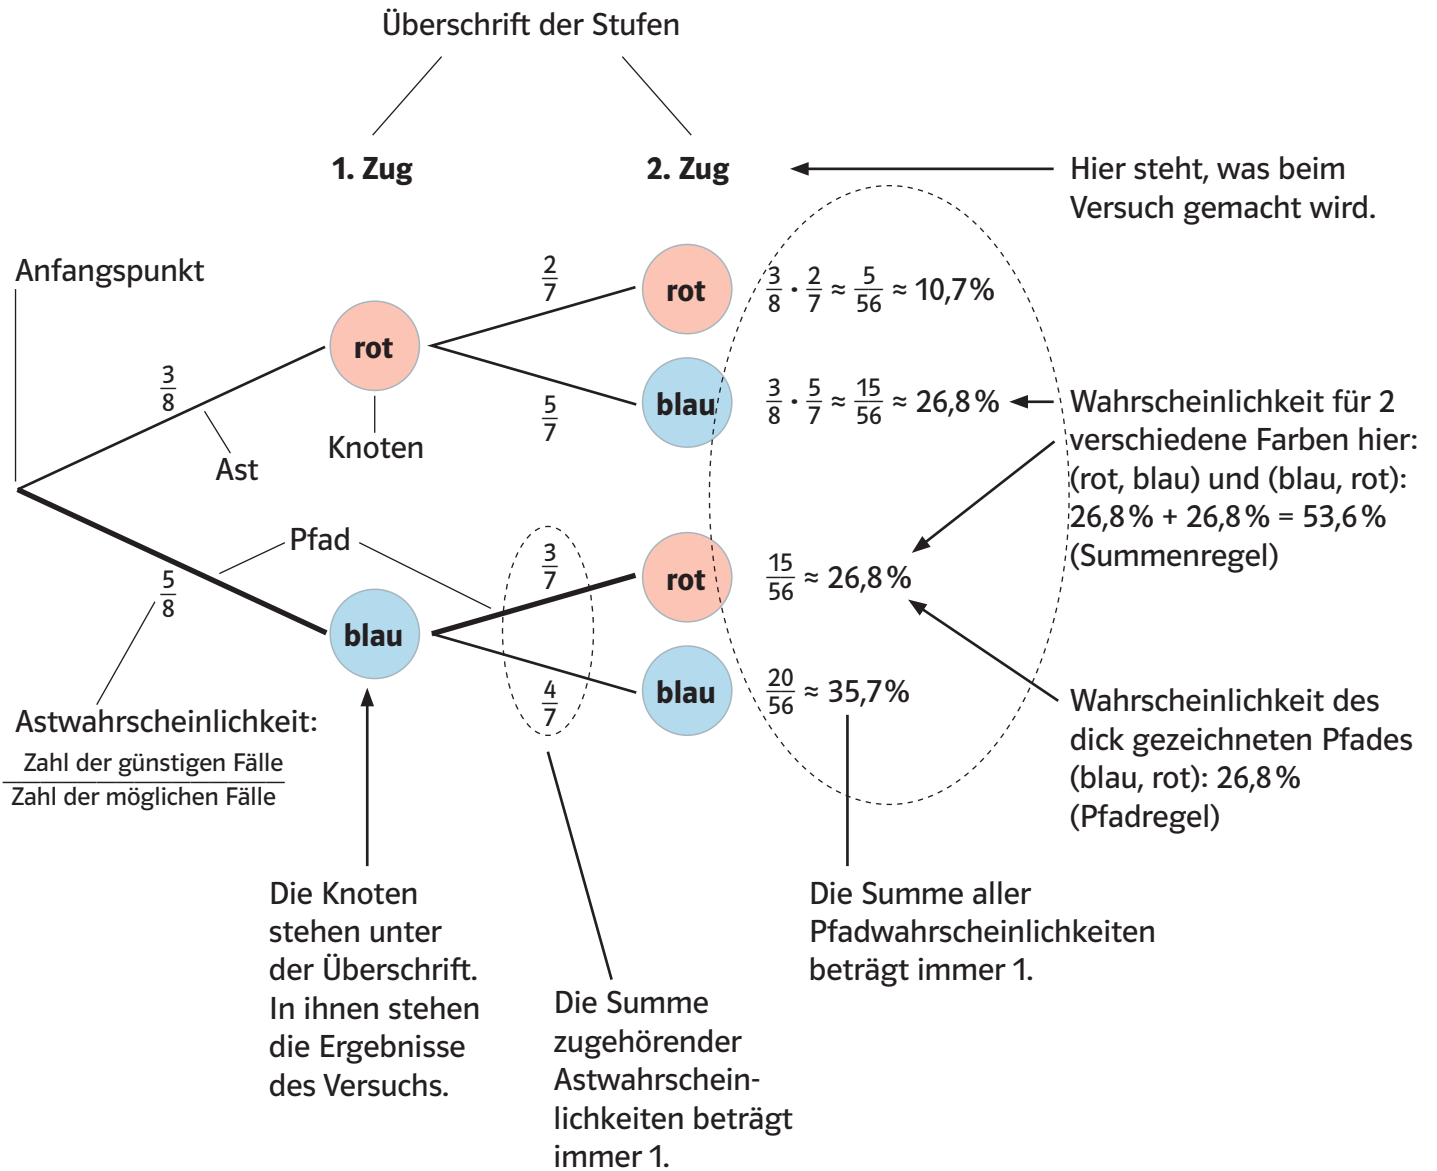 Überschrift der Stufen
1. Zug
2. Zug
Hier steht, was beim
Versuch gemacht wird.
Anfangspunkt
3/8
Ast
rot
Knoten
2/7
rot
3/8 · 2/7 ≈ 5/56 ≈ 10,7%
5/7
blau
3/8 · 5/7 ≈ 15/56 ≈ 26,8%
Wahrscheinlichkeit für 2
verschiedene Farben hier:
(rot, blau) und (blau, rot):
26,8% + 26,8% = 53,6%
(Summenregel)
Pfad
5/8
blau
3/7
rot
15/56 ≈ 26,8%
4/7
blau
20/56 ≈ 35,7%
Astwahrscheinlichkeit:
Zahl der günstigen Fälle
Zahl der möglichen Fälle
Wahrscheinlichkeit des
dick gezeichneten Pfades
(blau, rot): 26,8%
(Pfadregel)
Die Knoten
stehen unter
der Überschrift.
In ihnen stehen
die Ergebnisse
des Versuchs.
Die Summe
zugehörender
Astwahrschein-
lichkeiten beträgt
immer 1.
Die Summe aller
Pfadwahrscheinlichkeiten
beträgt immer 1.